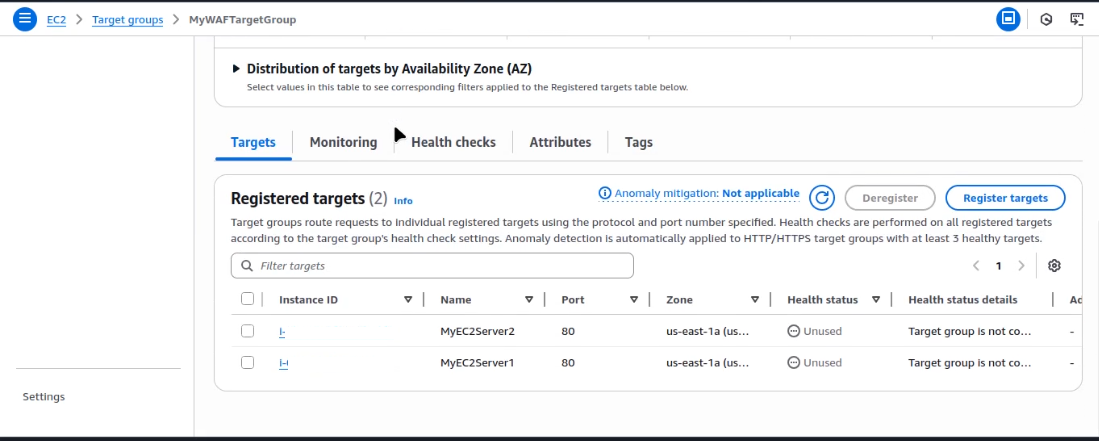 EC2 > Target groups > MyWAFTargetGroup
Distribution of targets by Availability Zone (AZ)
Select values in this table to see corresponding filters applied to the Registered targets table below.
Targets Monitoring Health checks Attributes Tags
Registered targets (2) Info Anomaly mitigation: Not applicable Deregister Register targets
Target groups route requests to individual registered targets using the protocol and port number specified. Health checks are performed on all registered targets
according to the target group's health check settings. Anomaly detection is automatically applied to HTTP/HTTPS target groups with at least 3 healthy targets.
Filter targets < 1 >
Instance ID Name Port Zone Health status Health status details
i- MyEC2Server2 80 us-east-1a (us... Unused Target group is not co... -
i- MyEC2Server1 80 us-east-1a (us... Unused Target group is not co... -
Settings